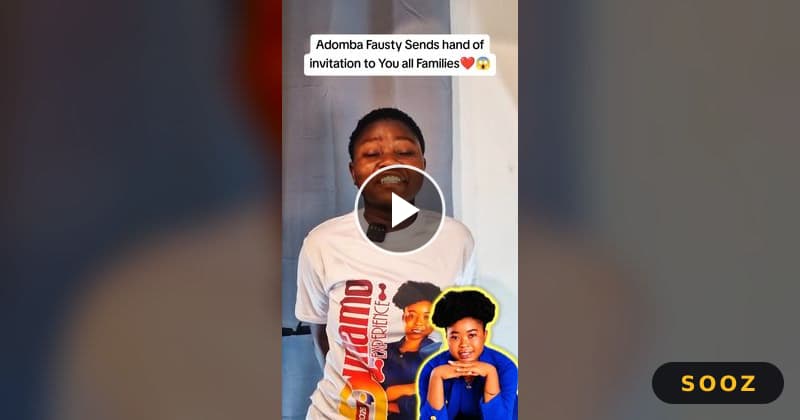 Adomba Fausty Sends hand of
invitation to You all Families❤️😱
EXPERIENCE
SOOZ